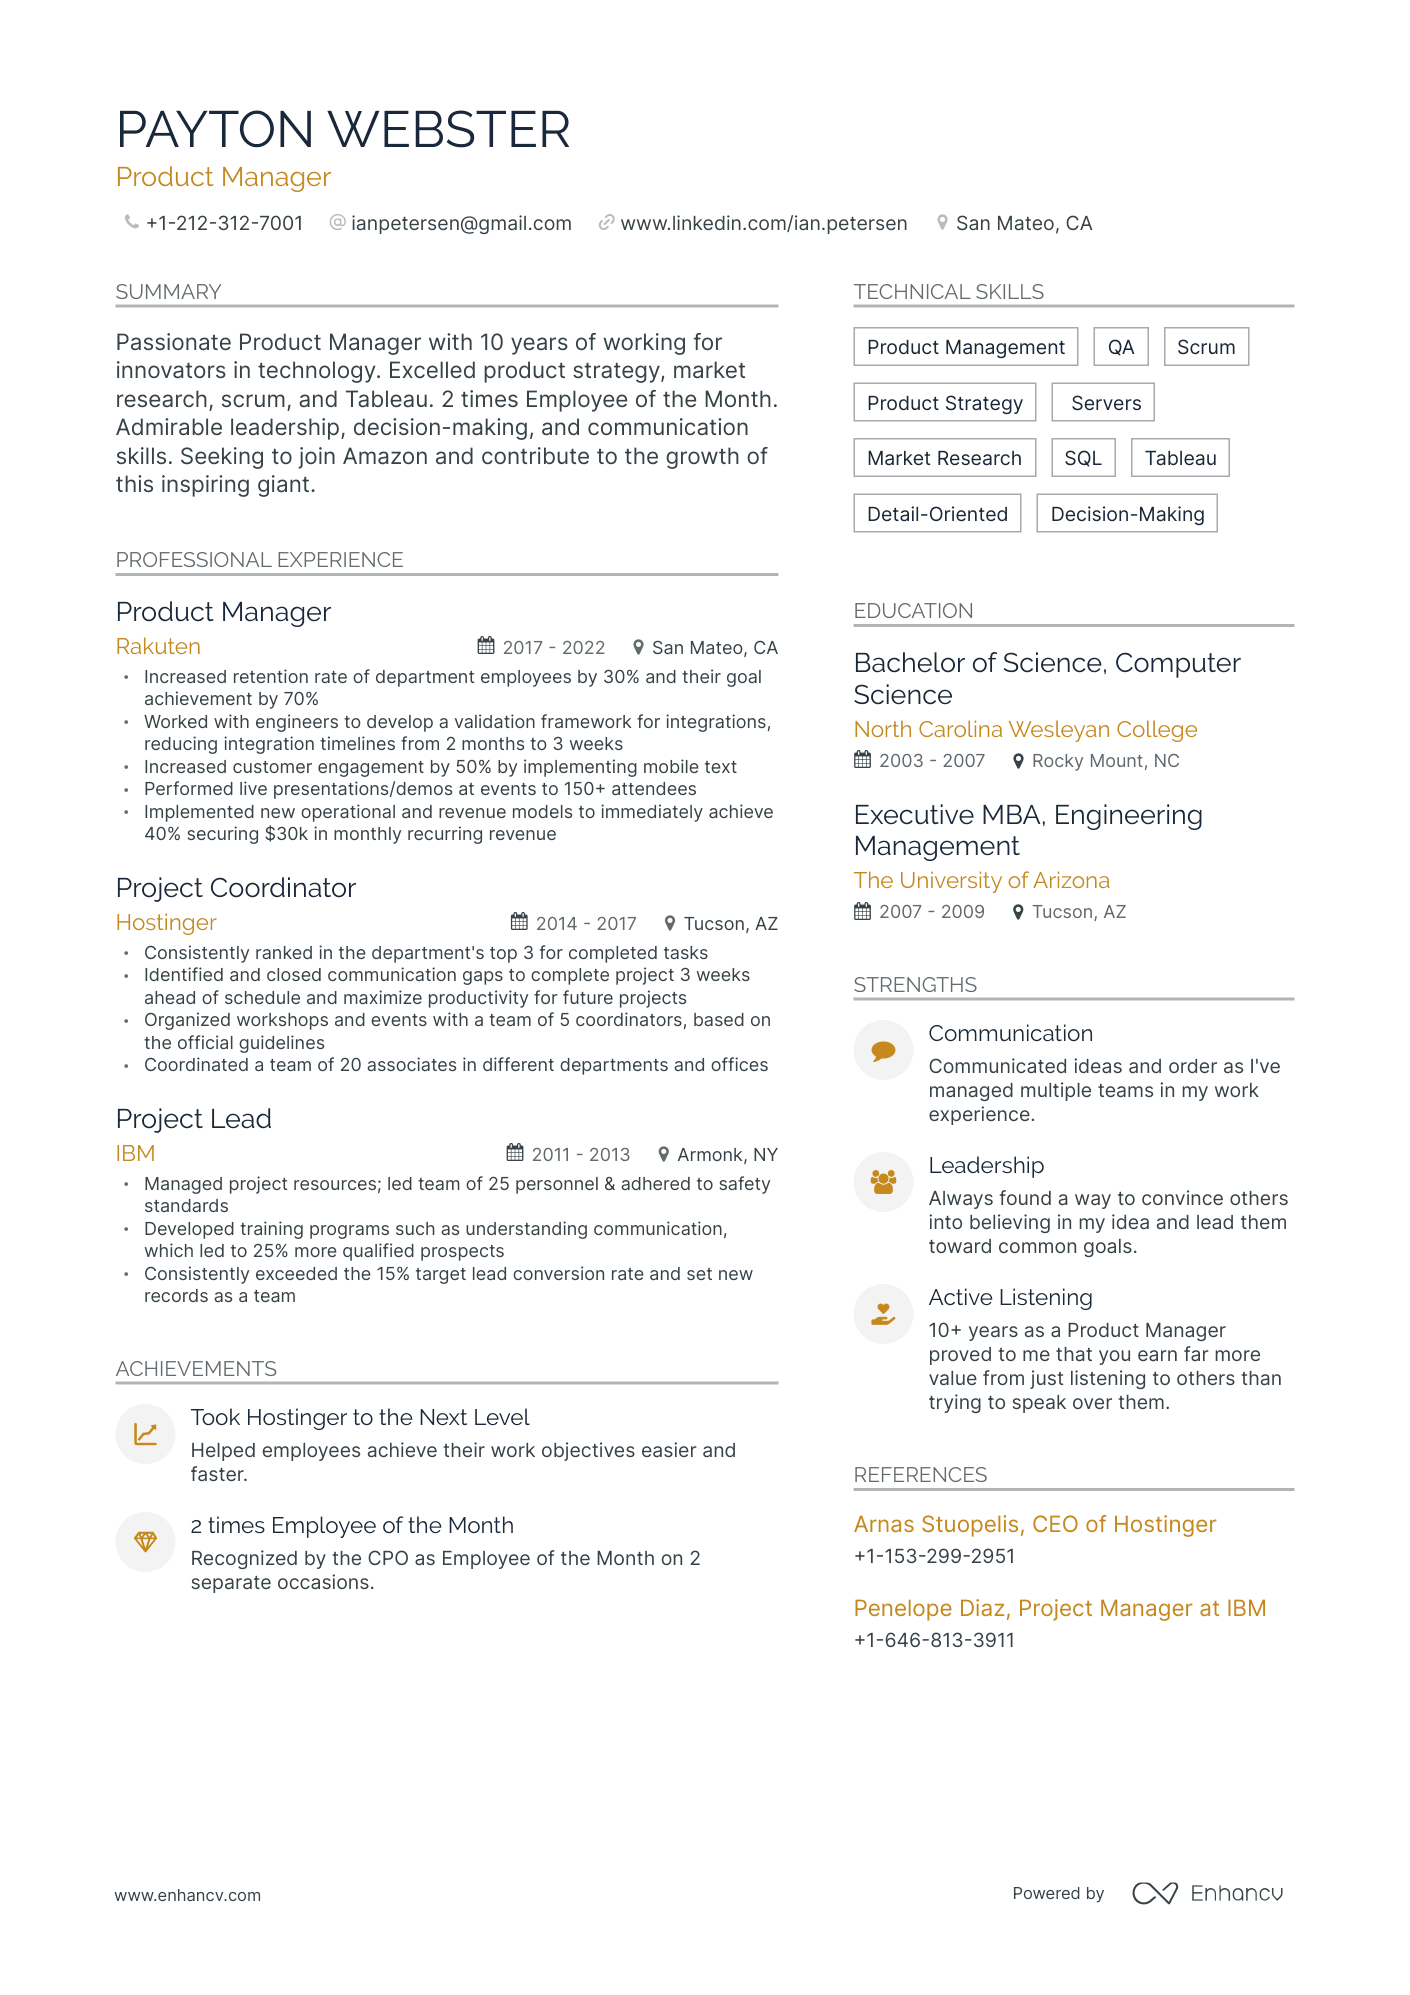 PAYTON WEBSTER
Product Manager
+1-212-312-7001 ianpetersen@gmail.com www.linkedin.com/ian.petersen San Mateo, CA
SUMMARY
Passionate Product Manager with 10 years of working for
innovators in technology. Excelled product strategy, market
research, scrum, and Tableau. 2 times Employee of the Month.
Admirable leadership, decision-making, and communication
skills. Seeking to join Amazon and contribute to the growth of
this inspiring giant.
PROFESSIONAL EXPERIENCE
Product Manager
Rakuten 2017 - 2022 San Mateo, CA
• Increased retention rate of department employees by 30% and their goal
achievement by 70%
• Worked with engineers to develop a validation framework for integrations,
reducing integration timelines from 2 months to 3 weeks
• Increased customer engagement by 50% by implementing mobile text
• Performed live presentations/demos at events to 150+ attendees
• Implemented new operational and revenue models to immediately achieve
40% securing $30k in monthly recurring revenue
Project Coordinator
Hostinger 2014 - 2017 Tucson, AZ
• Consistently ranked in the department's top 3 for completed tasks
• Identified and closed communication gaps to complete project 3 weeks
ahead of schedule and maximize productivity for future projects
• Organized workshops and events with a team of 5 coordinators, based on
the official guidelines
• Coordinated a team of 20 associates in different departments and offices
Project Lead
IBM 2011 - 2013 Armonk, NY
• Managed project resources; led team of 25 personnel & adhered to safety
standards
• Developed training programs such as understanding communication,
which led to 25% more qualified prospects
• Consistently exceeded the 15% target lead conversion rate and set new
records as a team
ACHIEVEMENTS
Took Hostinger to the Next Level
Helped employees achieve their work objectives easier and
faster.
2 times Employee of the Month
Recognized by the CPO as Employee of the Month on 2
separate occasions.
TECHNICAL SKILLS
Product Management QA Scrum
Product Strategy Servers
Market Research SQL Tableau
Detail-Oriented Decision-Making
EDUCATION
Bachelor of Science, Computer
Science
North Carolina Wesleyan College
2003 - 2007 Rocky Mount, NC
Executive MBA, Engineering
Management
The University of Arizona
2007 - 2009 Tucson, AZ
STRENGTHS
Communication
Communicated ideas and order as I've
managed multiple teams in my work
experience.
Leadership
Always found a way to convince others
into believing in my idea and lead them
toward common goals.
Active Listening
10+ years as a Product Manager
proved to me that you earn far more
value from just listening to others than
trying to speak over them.
REFERENCES
Arnas Stuopelis, CEO of Hostinger
+1-153-299-2951
Penelope Diaz, Project Manager at IBM
+1-646-813-3911
www.enhancv.com
Powered by Enhancv